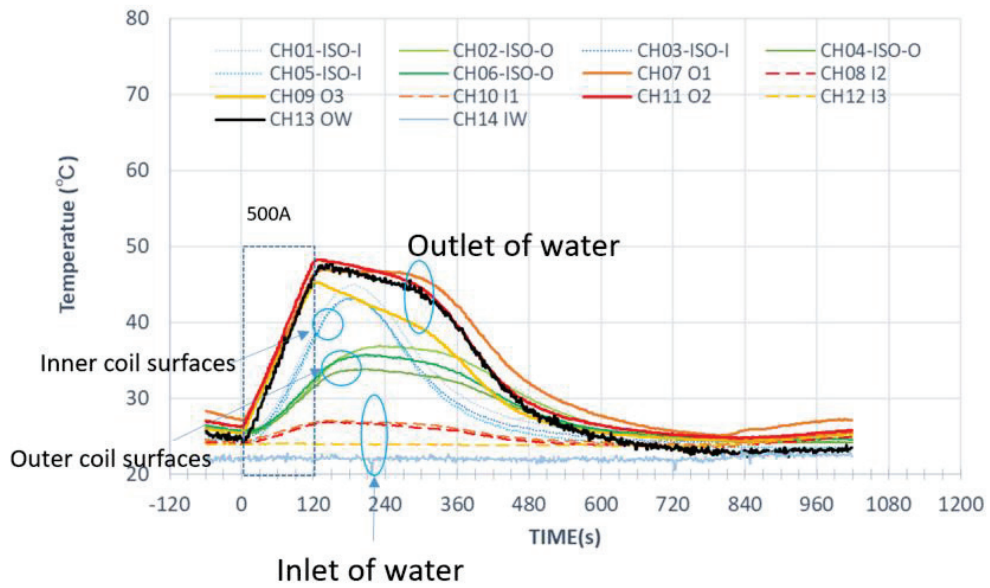 80
70
60
50
40
30
20
Temperatue (°C)
CH01-ISO-I CH02-ISO-O CH03-ISO-I CH04-ISO-O
CH05-ISO-I CH06-ISO-O CH07 O1 CH08 I2
CH09 O3 CH10 I1 CH11 O2 CH12 I3
CH13 OW CH14 IW
500A
Outlet of water
Inner coil surfaces
Outer coil surfaces
-120 0 120 240 360 480 600 720 840 960 1080 1200
TIME(s)
Inlet of water